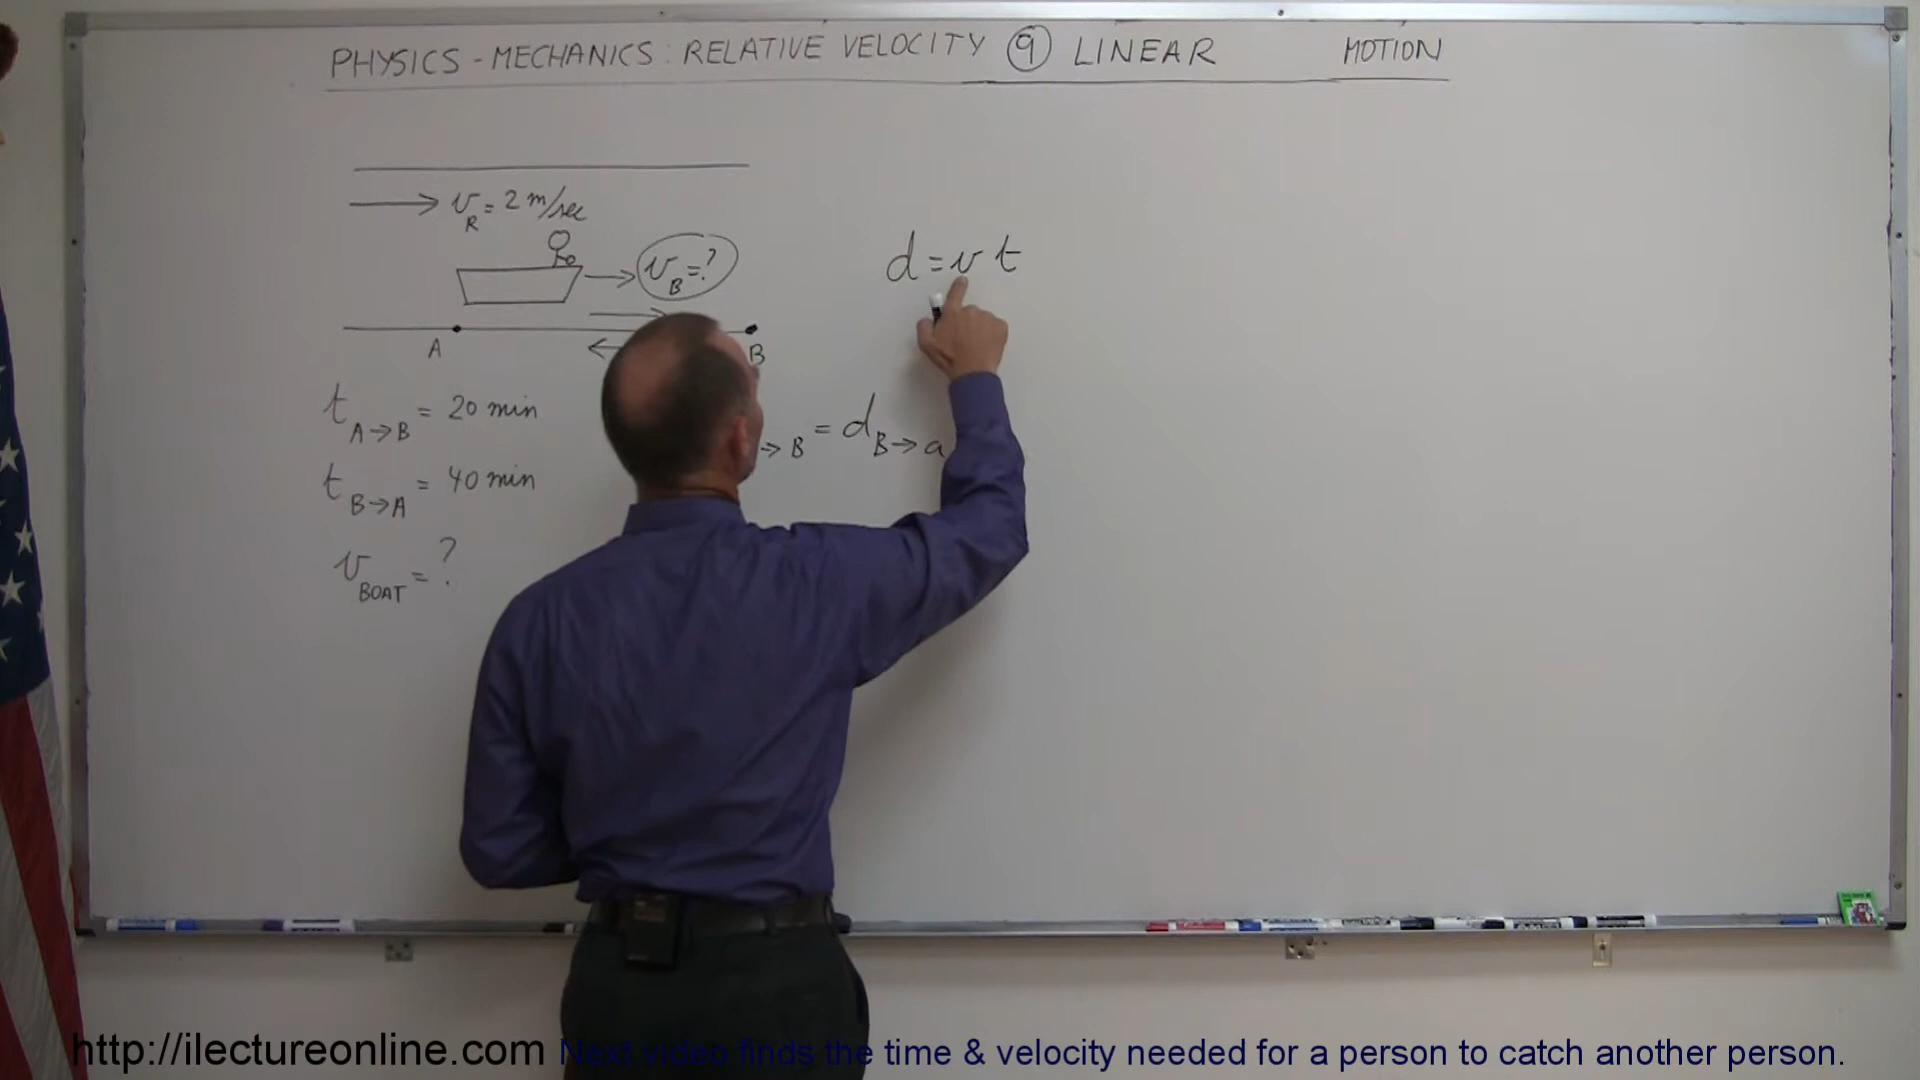 PHYSICS - MECHANICS: RELATIVE VELOCITY ⑨ LINEAR MOTION
v_R = 2 m/sec
v_B = ?
d = v t
A B
t_A→B = 20 min
→ B = d_B→a
t_B→A = 40 min
v_BOAT = ?
http://ilectureonline.com Next video finds the time & velocity needed for a person to catch another person.